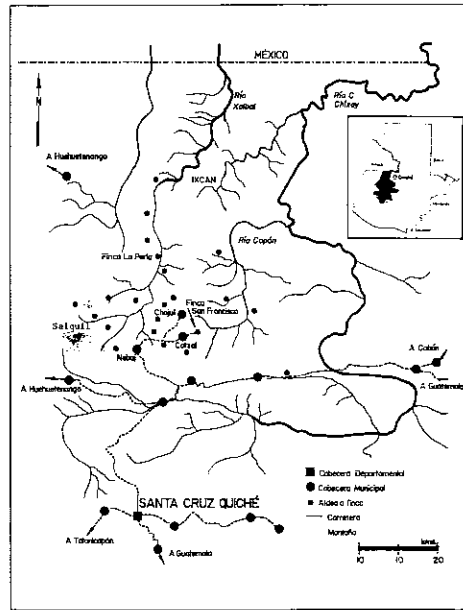 MÉXICO
N
Río
Xalbal
Río C
Chixoy
A Huehuetenango
IXCAN
Río Copón
Finca La Perla
Finca
San Francisco
Chajul
Salquil
Cotzal
Nebaj
A Cobán
A Huehuetenango
A Guatemala
Cabecera Departamental
Cabecera Municipal
Aldea o finca
Carretera
Montaña
SANTA CRUZ QUICHÉ
A Totonicapán
A Guatemala
kms.
10 0 10 20